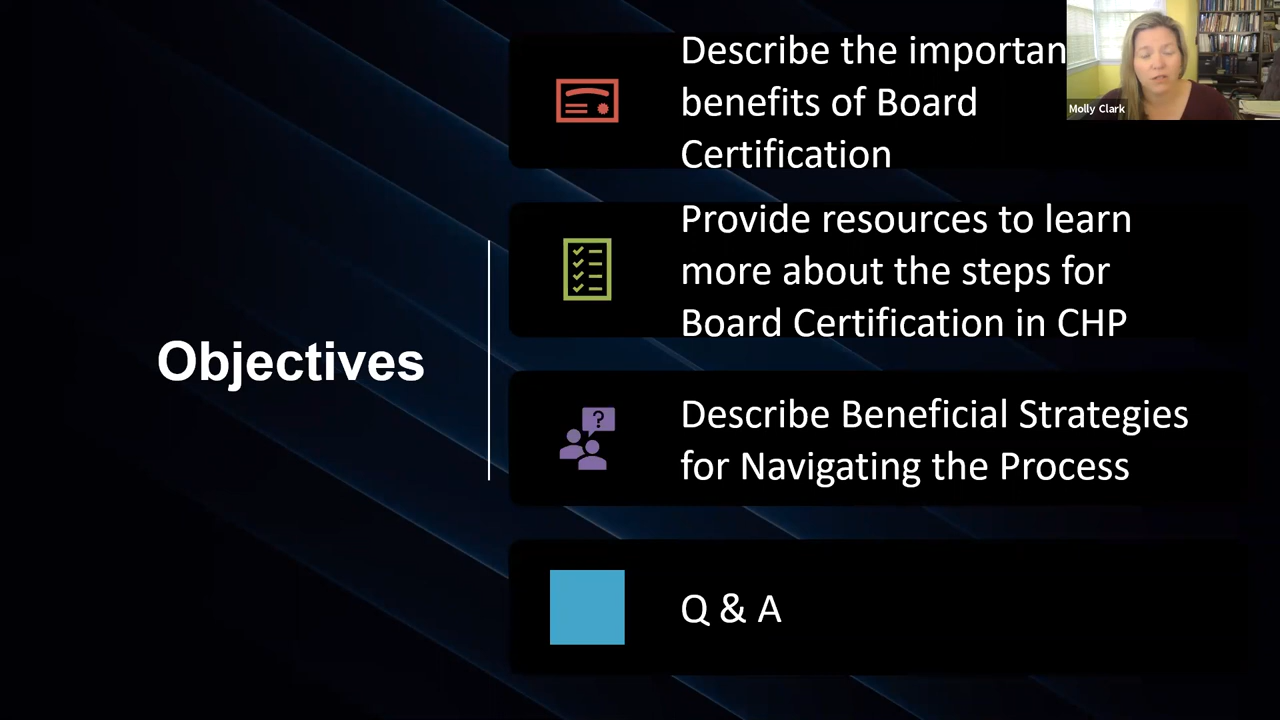 Describe the importan
benefits of Board
Certification
Molly Clark
Provide resources to learn
more about the steps for
Board Certification in CHP
Objectives
Describe Beneficial Strategies
for Navigating the Process
?
Q & A